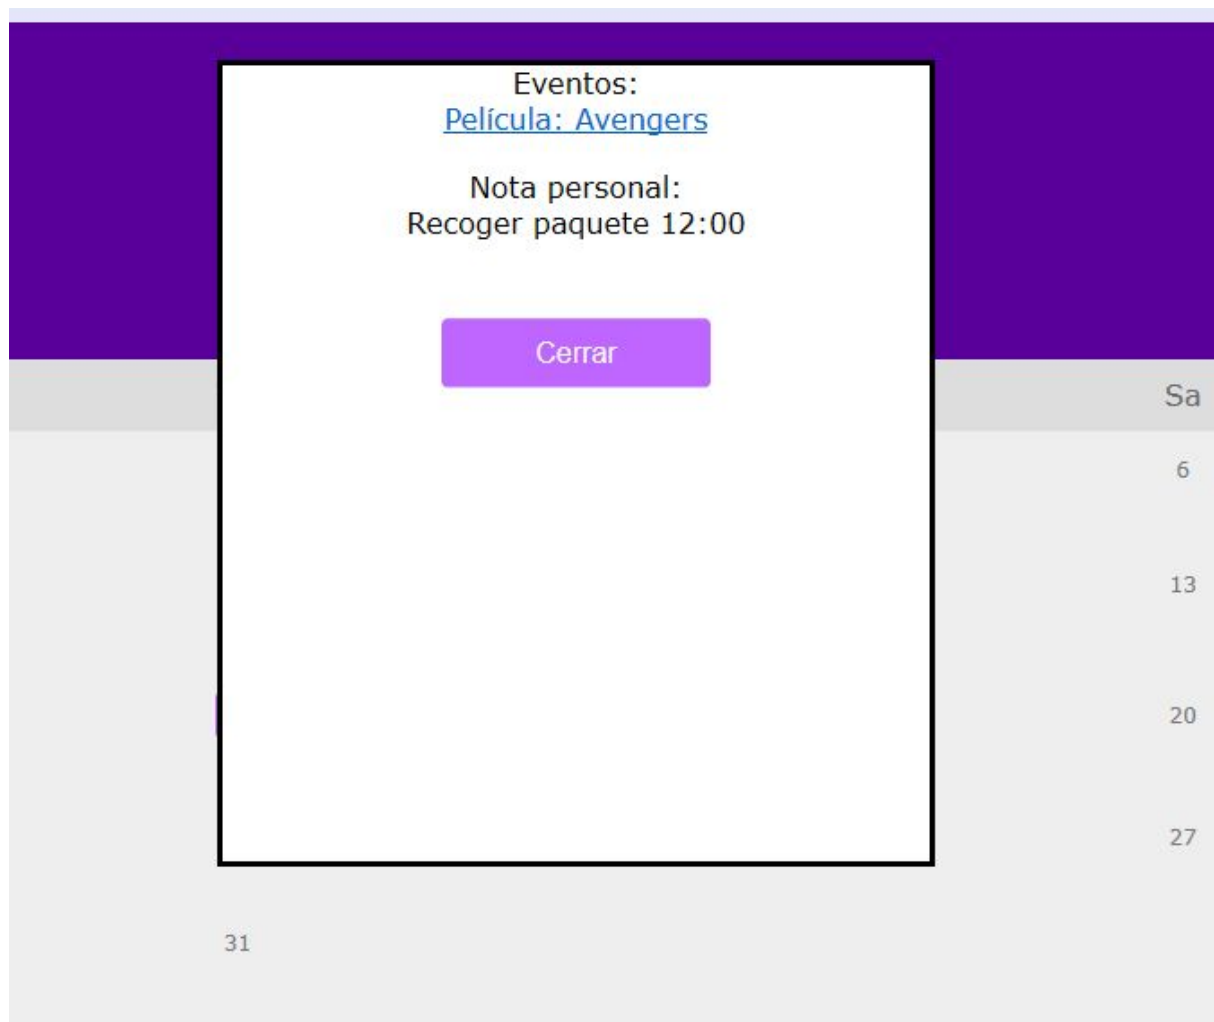 Eventos:
Película: Avengers
Nota personal:
Recoger paquete 12:00
Cerrar
Sa
6
13
20
27
31